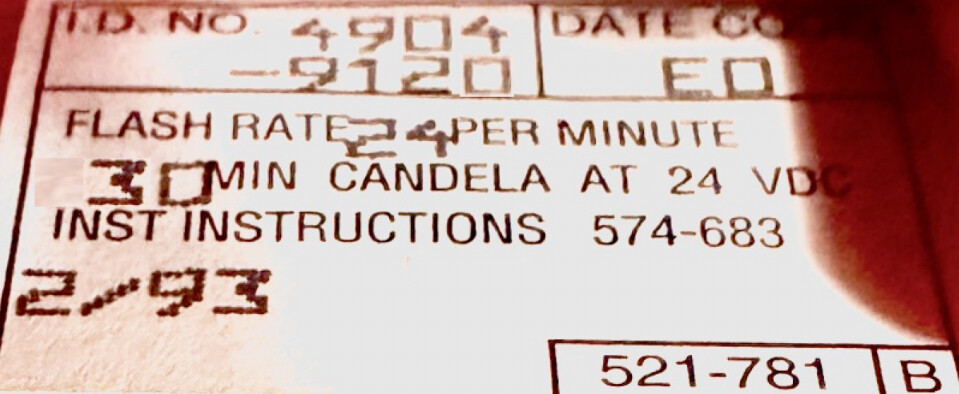 I.D. NO. 4904 DATE CODE
-9120 ED
FLASH RATE 24 PER MINUTE
30 MIN CANDELA AT 24 VDC
INST INSTRUCTIONS 574-683
2/93
521-781 B